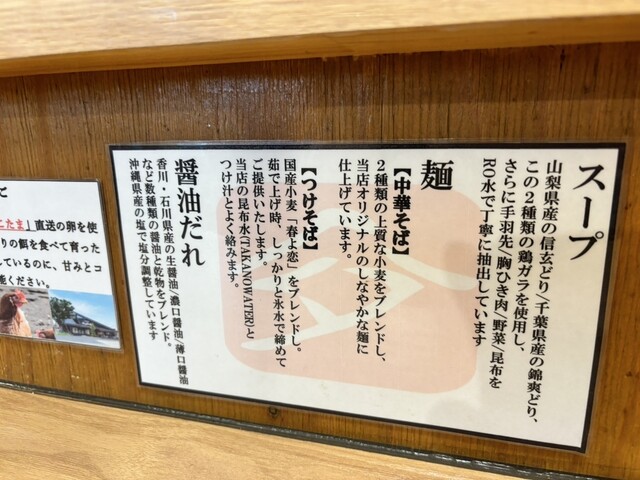 スープ
山梨県産の信玄どり/千葉県産の錦爽どり、
この2種類の鶏ガラを使用し、
さらに手羽先/胸ひき肉/野菜/昆布を
RO水で丁寧に抽出しています
麺
【中華そば】
2種類の上質な小麦をブレンドし、
当店オリジナルのしなやかな麺に
仕上げています。
【つけそば】
国産小麦「春よ恋」をブレンドし。
茹で上げ時、しっかりと氷水で締めて
ご提供いたします。
当店の昆布水(TAKANOWATER)と
つけ汁とよく絡みます。
醤油だれ
香川・石川県産の生醤油/濃口醤油/薄口醤油
など数種類の醤油と乾物をブレンド。
沖縄県産の塩で塩分調整しています
こたま」直送の卵を使
りの餌を食べて育った
しているのに、甘みとコ
能ください。